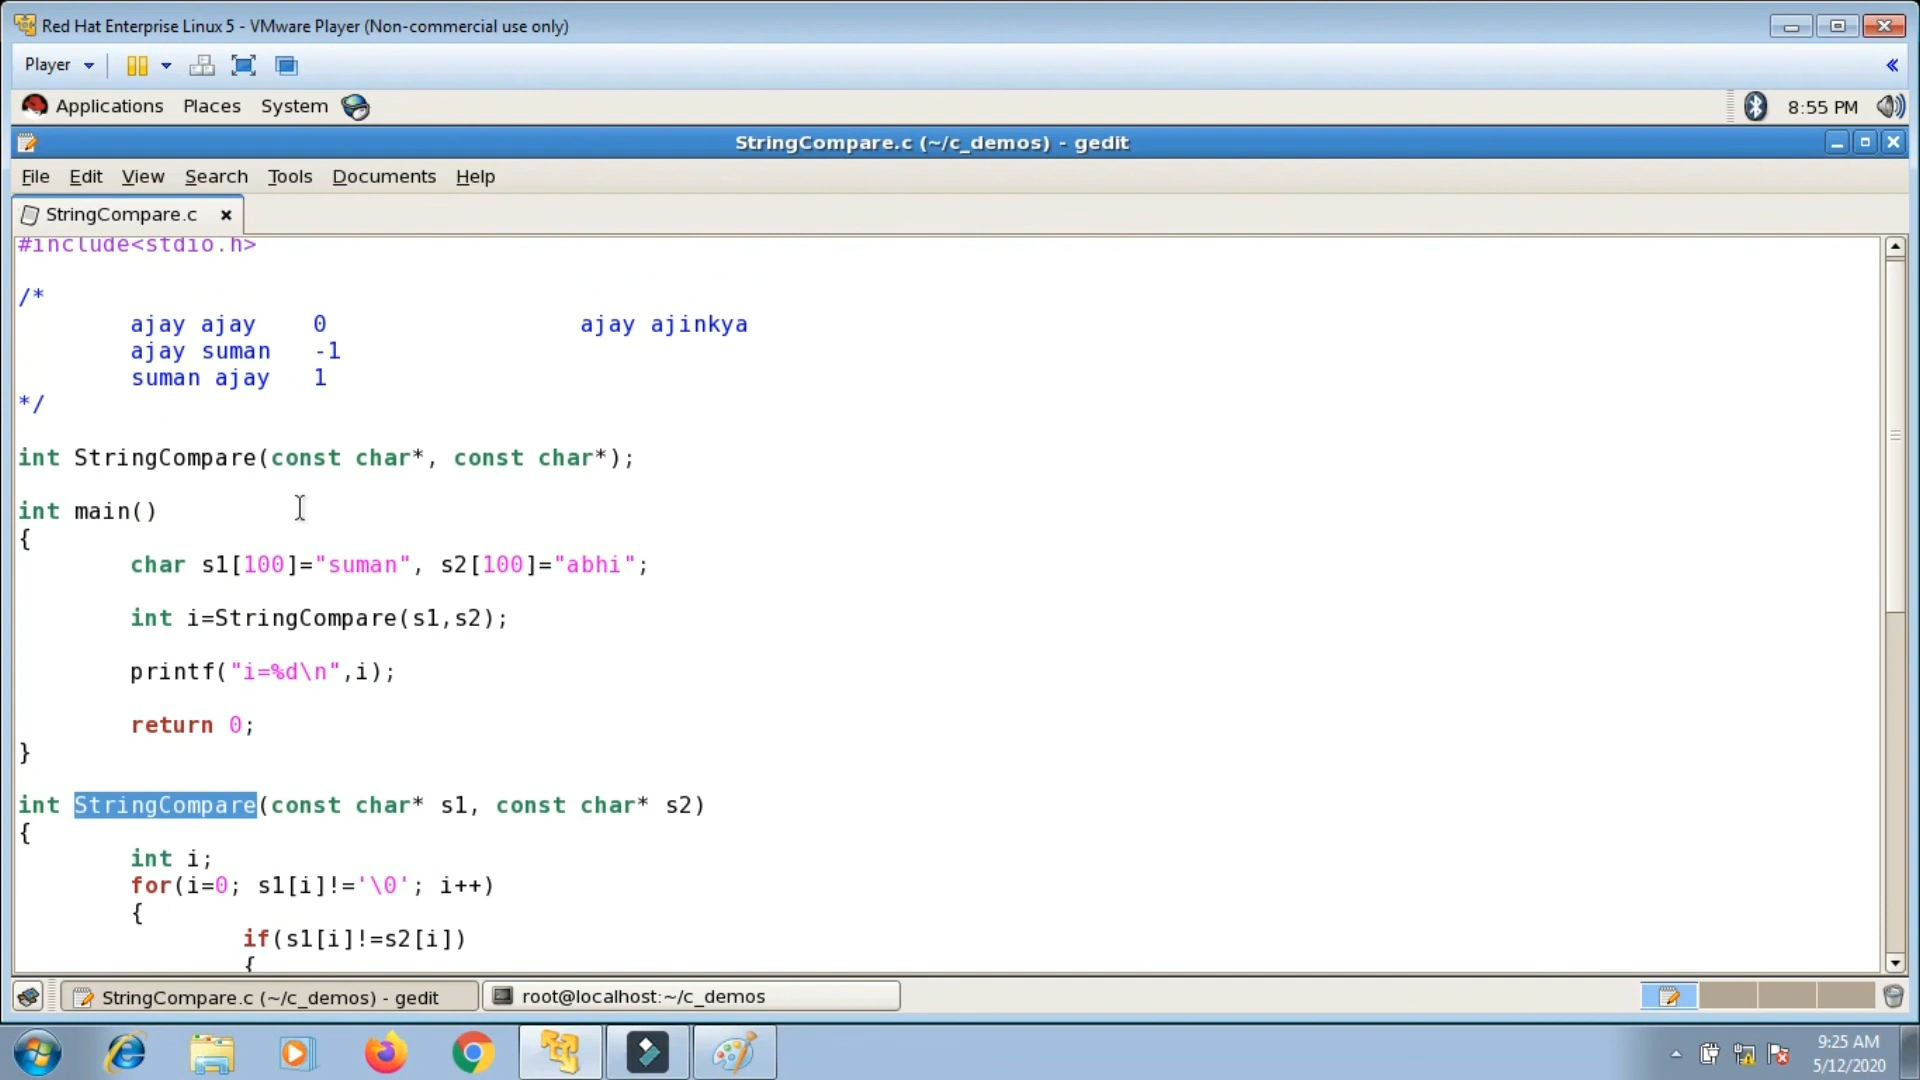 Red Hat Enterprise Linux 5 - VMware Player (Non-commercial use only)
Player
Applications Places System 8:55 PM
StringCompare.c (~/c_demos) - gedit
File Edit View Search Tools Documents Help
StringCompare.c
#include<stdio.h>
/*
ajay ajay 0 ajay ajinkya
ajay suman -1
suman ajay 1
*/
int StringCompare(const char*, const char*);
int main()
{
char s1[100]="suman", s2[100]="abhi";
int i=StringCompare(s1,s2);
printf("i=%d\n",i);
return 0;
}
int StringCompare(const char* s1, const char* s2)
{
int i;
for(i=0; s1[i]!='\0'; i++)
{
if(s1[i]!=s2[i])
{
StringCompare.c (~/c_demos) - gedit root@localhost:~/c_demos
9:25 AM
5/12/2020